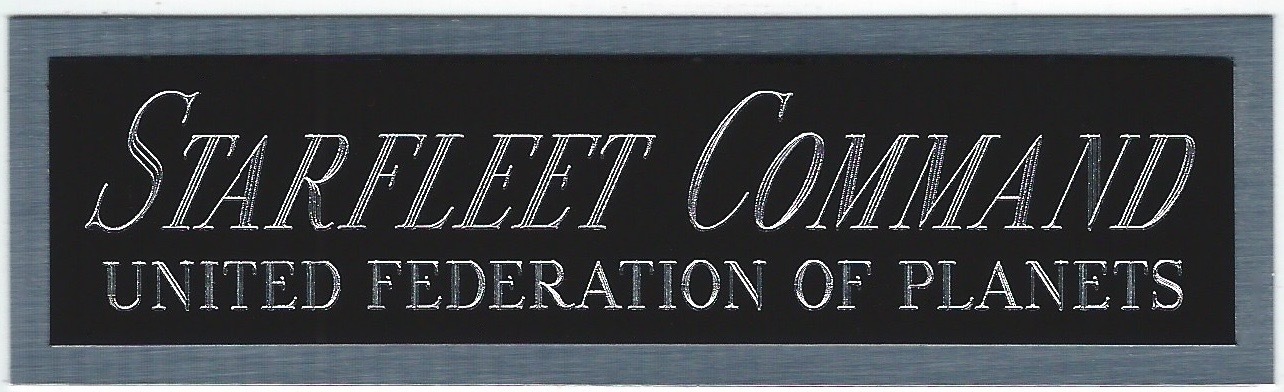 STARFLEET COMMAND
UNITED FEDERATION OF PLANETS